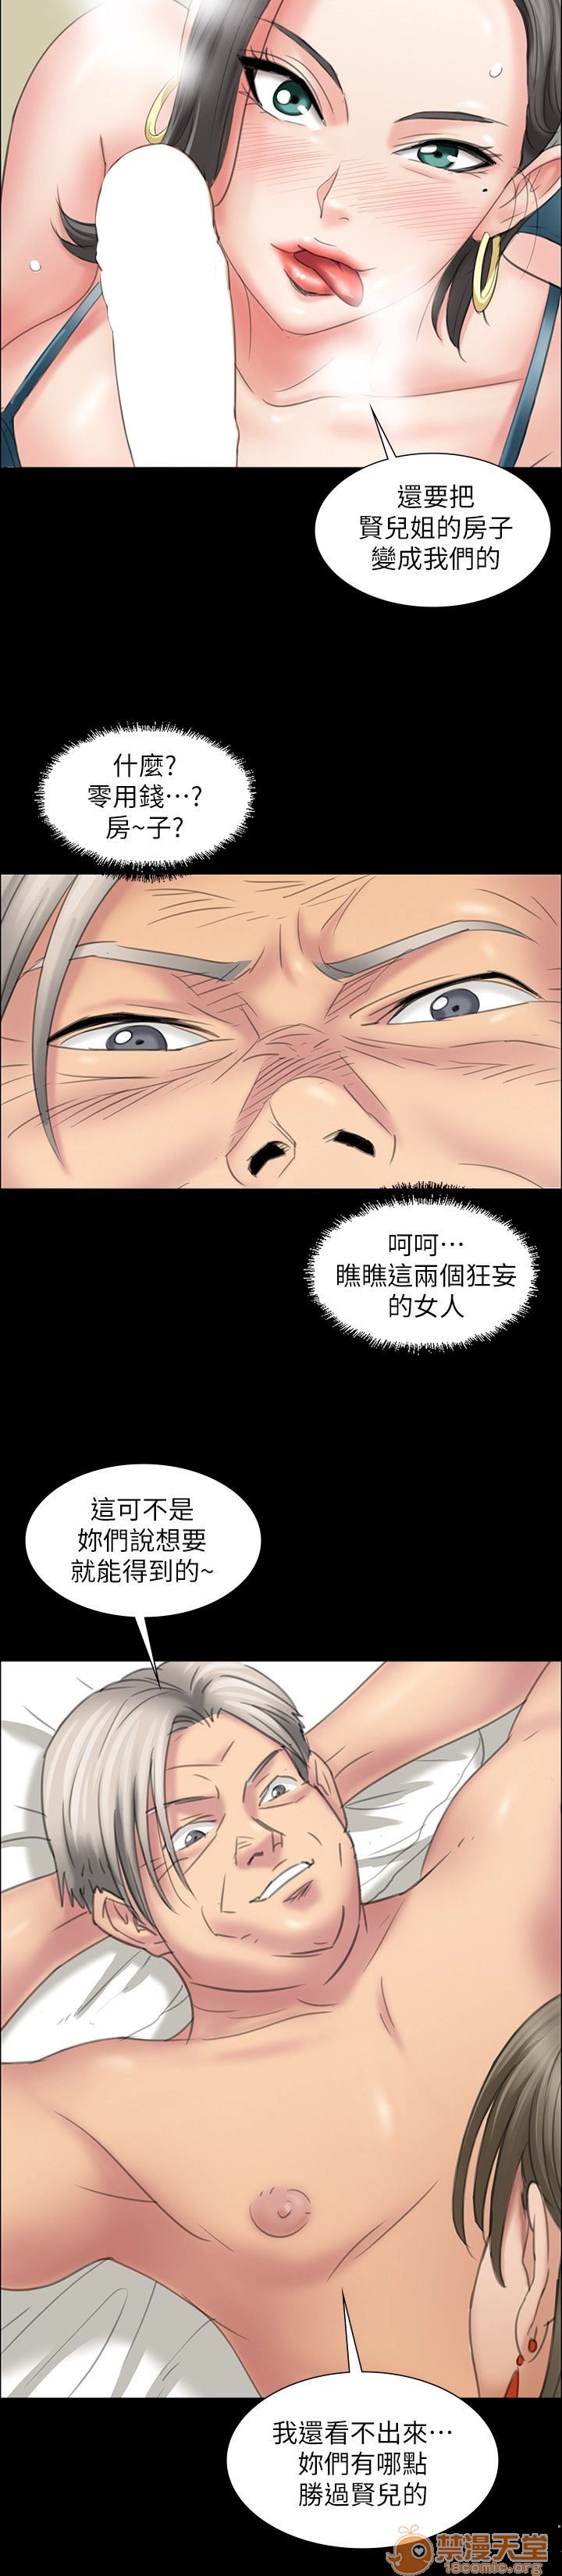 還要把
賢兒姐的房子
變成我們的
什麼?
零用錢…?
房~子?
呵呵…
瞧瞧這兩個狂妄
的女人
這可不是
妳們說想要
就能得到的~
我還看不出來…
妳們有哪點
勝過賢兒的
禁漫天堂
18comic.org